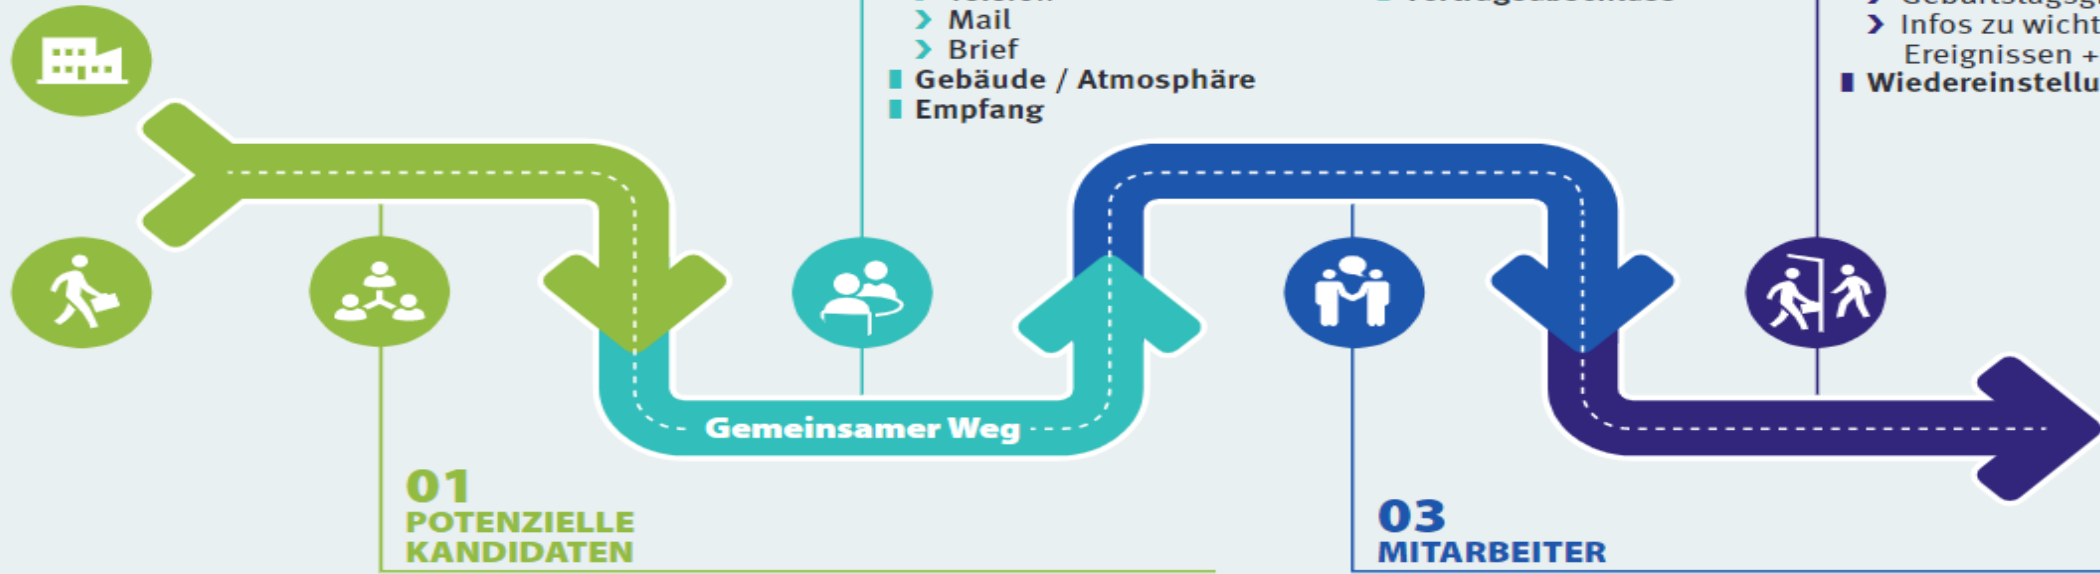 Mail
Brief
Gebäude / Atmosphäre
Empfang
Infos zu wicht
Ereignissen +
Wiedereinstellu
Gemeinsamer Weg
01
POTENZIELLE
KANDIDATEN
03
MITARBEITER